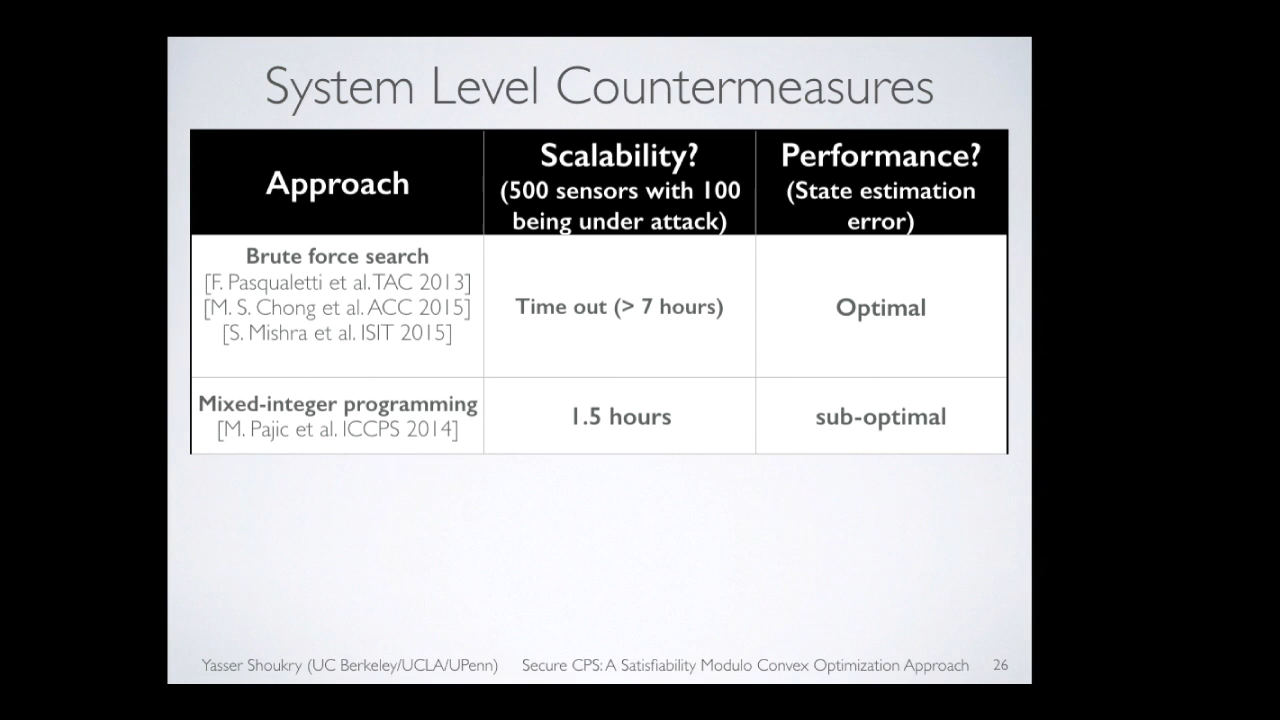 System Level Countermeasures
Approach
Scalability?
(500 sensors with 100
being under attack)
Performance?
(State estimation
error)
Brute force search
[F. Pasqualetti et al. TAC 2013]
[M. S. Chong et al. ACC 2015]
[S. Mishra et al. ISIT 2015]
Time out (> 7 hours)
Optimal
Mixed-integer programming
[M. Pajic et al. ICCPS 2014]
1.5 hours
sub-optimal
Yasser Shoukry (UC Berkeley/UCLA/UPenn) Secure CPS: A Satisfiability Modulo Convex Optimization Approach 26